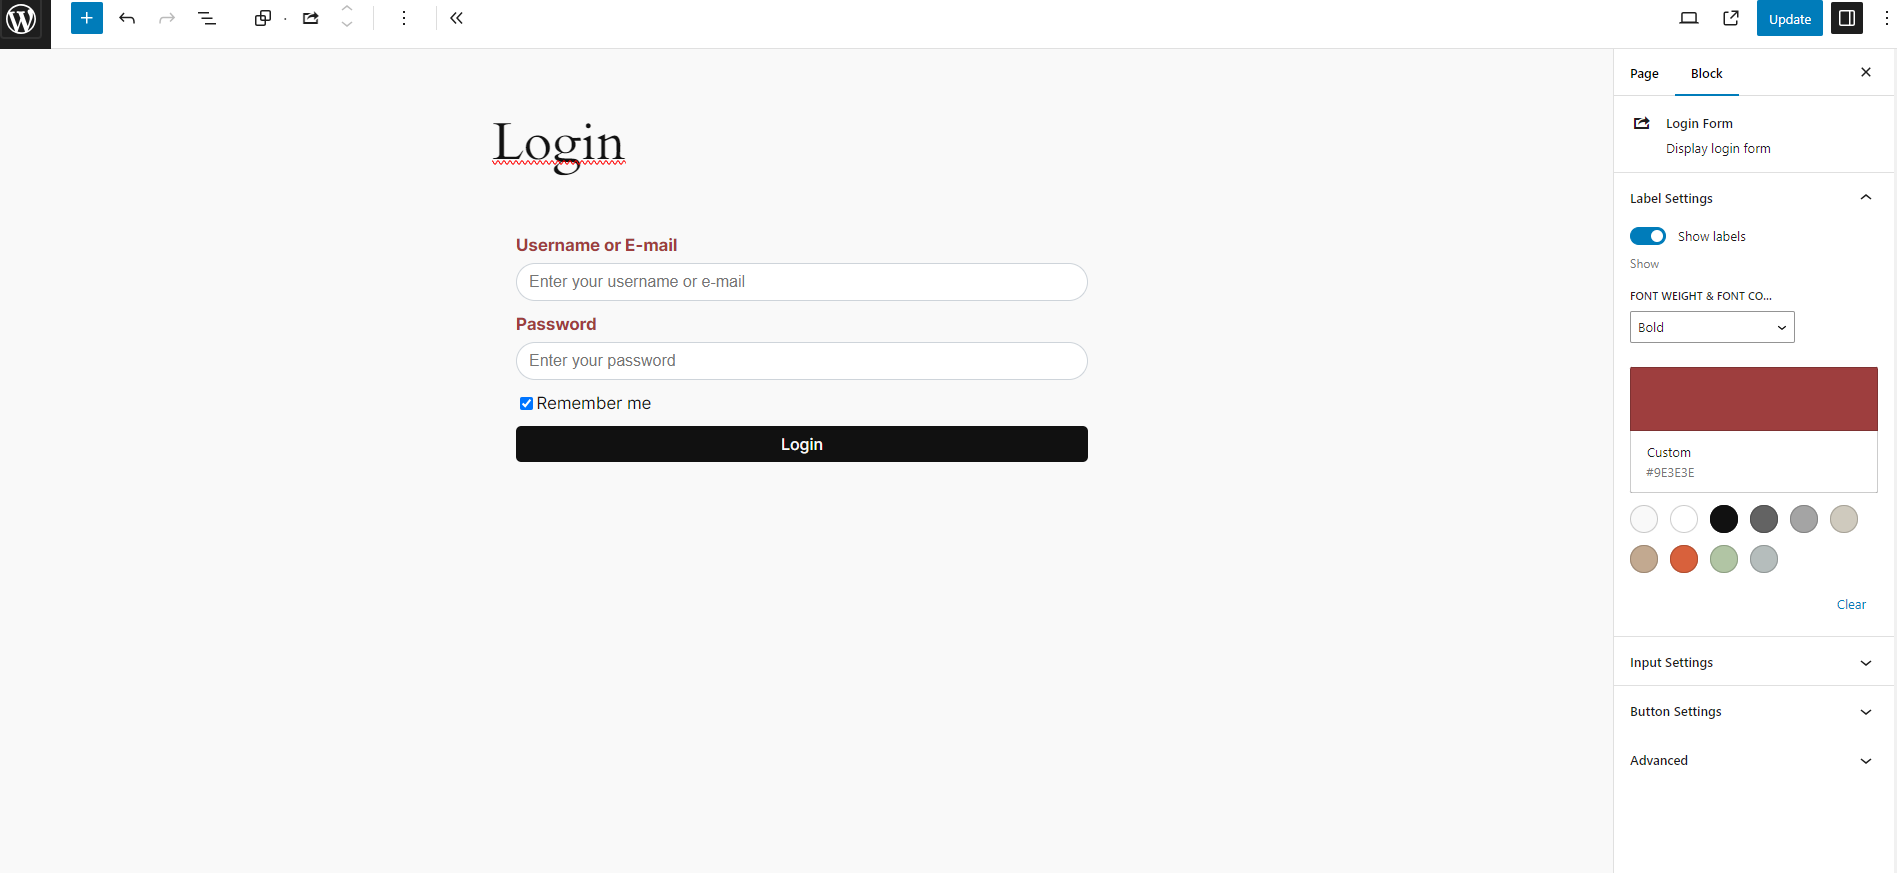 Update
Page
Block
Login Form
Display login form
Label Settings
Show labels
Show
FONT WEIGHT & FONT CO...
Bold
Custom
#9E3E3E
Clear
Input Settings
Button Settings
Advanced
Login
Username or E-mail
Enter your username or e-mail
Password
Enter your password
Remember me
Login